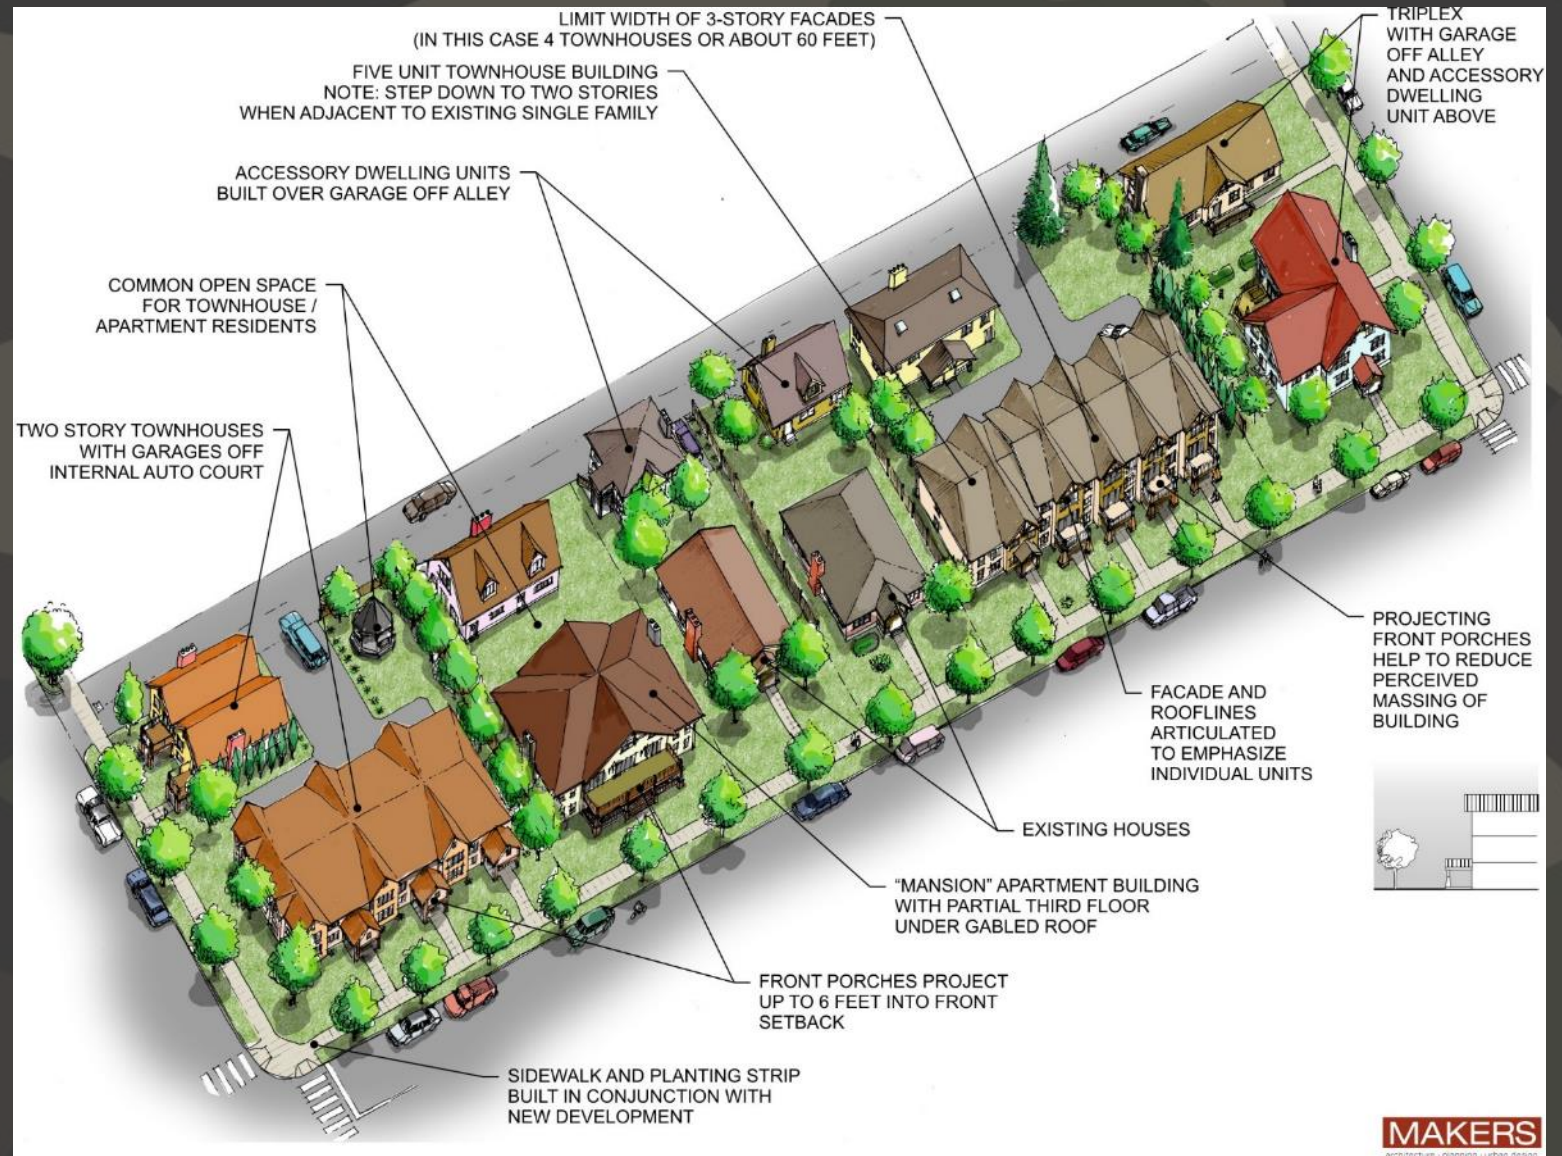 LIMIT WIDTH OF 3-STORY FACADES
(IN THIS CASE 4 TOWNHOUSES OR ABOUT 60 FEET)
FIVE UNIT TOWNHOUSE BUILDING
NOTE: STEP DOWN TO TWO STORIES
WHEN ADJACENT TO EXISTING SINGLE FAMILY
ACCESSORY DWELLING UNITS
BUILT OVER GARAGE OFF ALLEY
COMMON OPEN SPACE
FOR TOWNHOUSE /
APARTMENT RESIDENTS
TWO STORY TOWNHOUSES
WITH GARAGES OFF
INTERNAL AUTO COURT
TRIPLEX
WITH GARAGE
OFF ALLEY
AND ACCESSORY
DWELLING
UNIT ABOVE
PROJECTING
FRONT PORCHES
HELP TO REDUCE
PERCEIVED
MASSING OF
BUILDING
FACADE AND
ROOFLINES
ARTICULATED
TO EMPHASIZE
INDIVIDUAL UNITS
EXISTING HOUSES
“MANSION” APARTMENT BUILDING
WITH PARTIAL THIRD FLOOR
UNDER GABLED ROOF
FRONT PORCHES PROJECT
UP TO 6 FEET INTO FRONT
SETBACK
SIDEWALK AND PLANTING STRIP
BUILT IN CONJUNCTION WITH
NEW DEVELOPMENT
MAKERS
architecture · planning · urban design